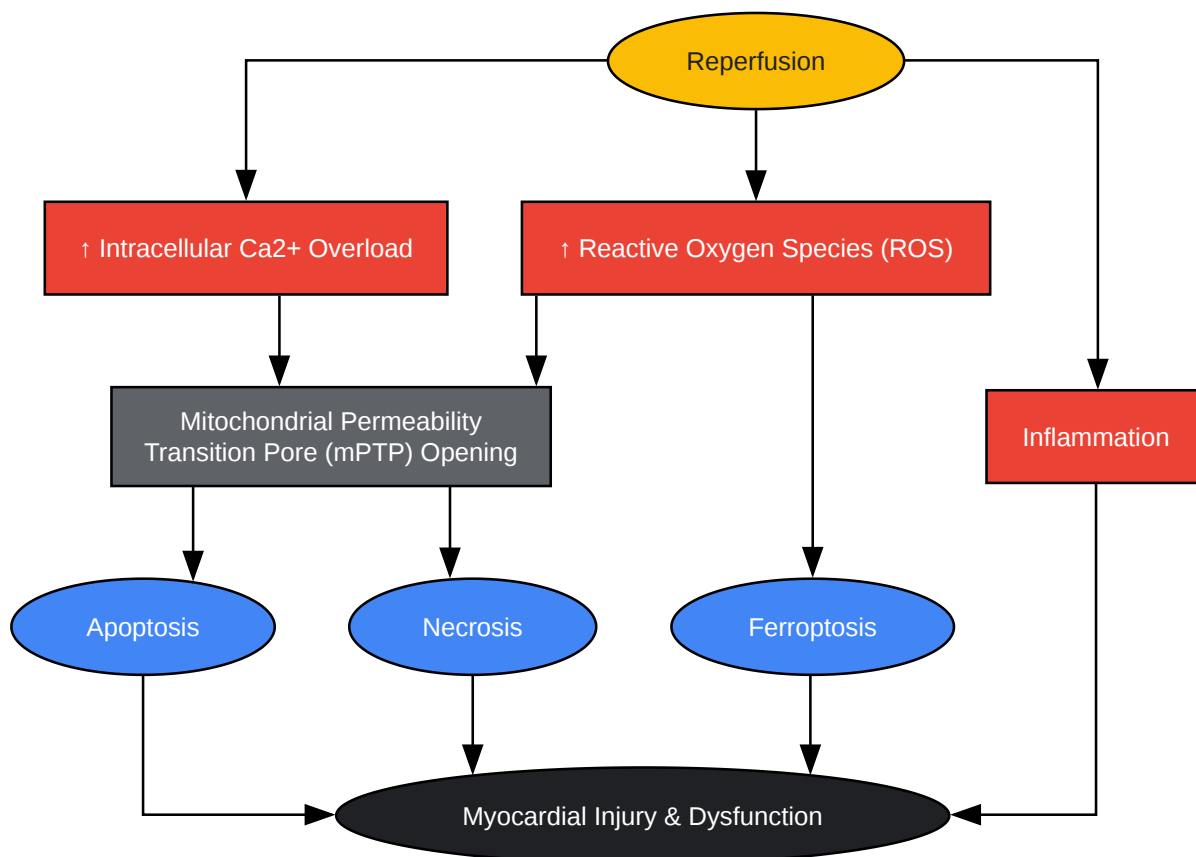 Reperfusion
↑ Intracellular Ca2+ Overload
↑ Reactive Oxygen Species (ROS)
Mitochondrial Permeability
Transition Pore (mPTP) Opening
Inflammation
Apoptosis
Necrosis
Ferroptosis
Myocardial Injury & Dysfunction